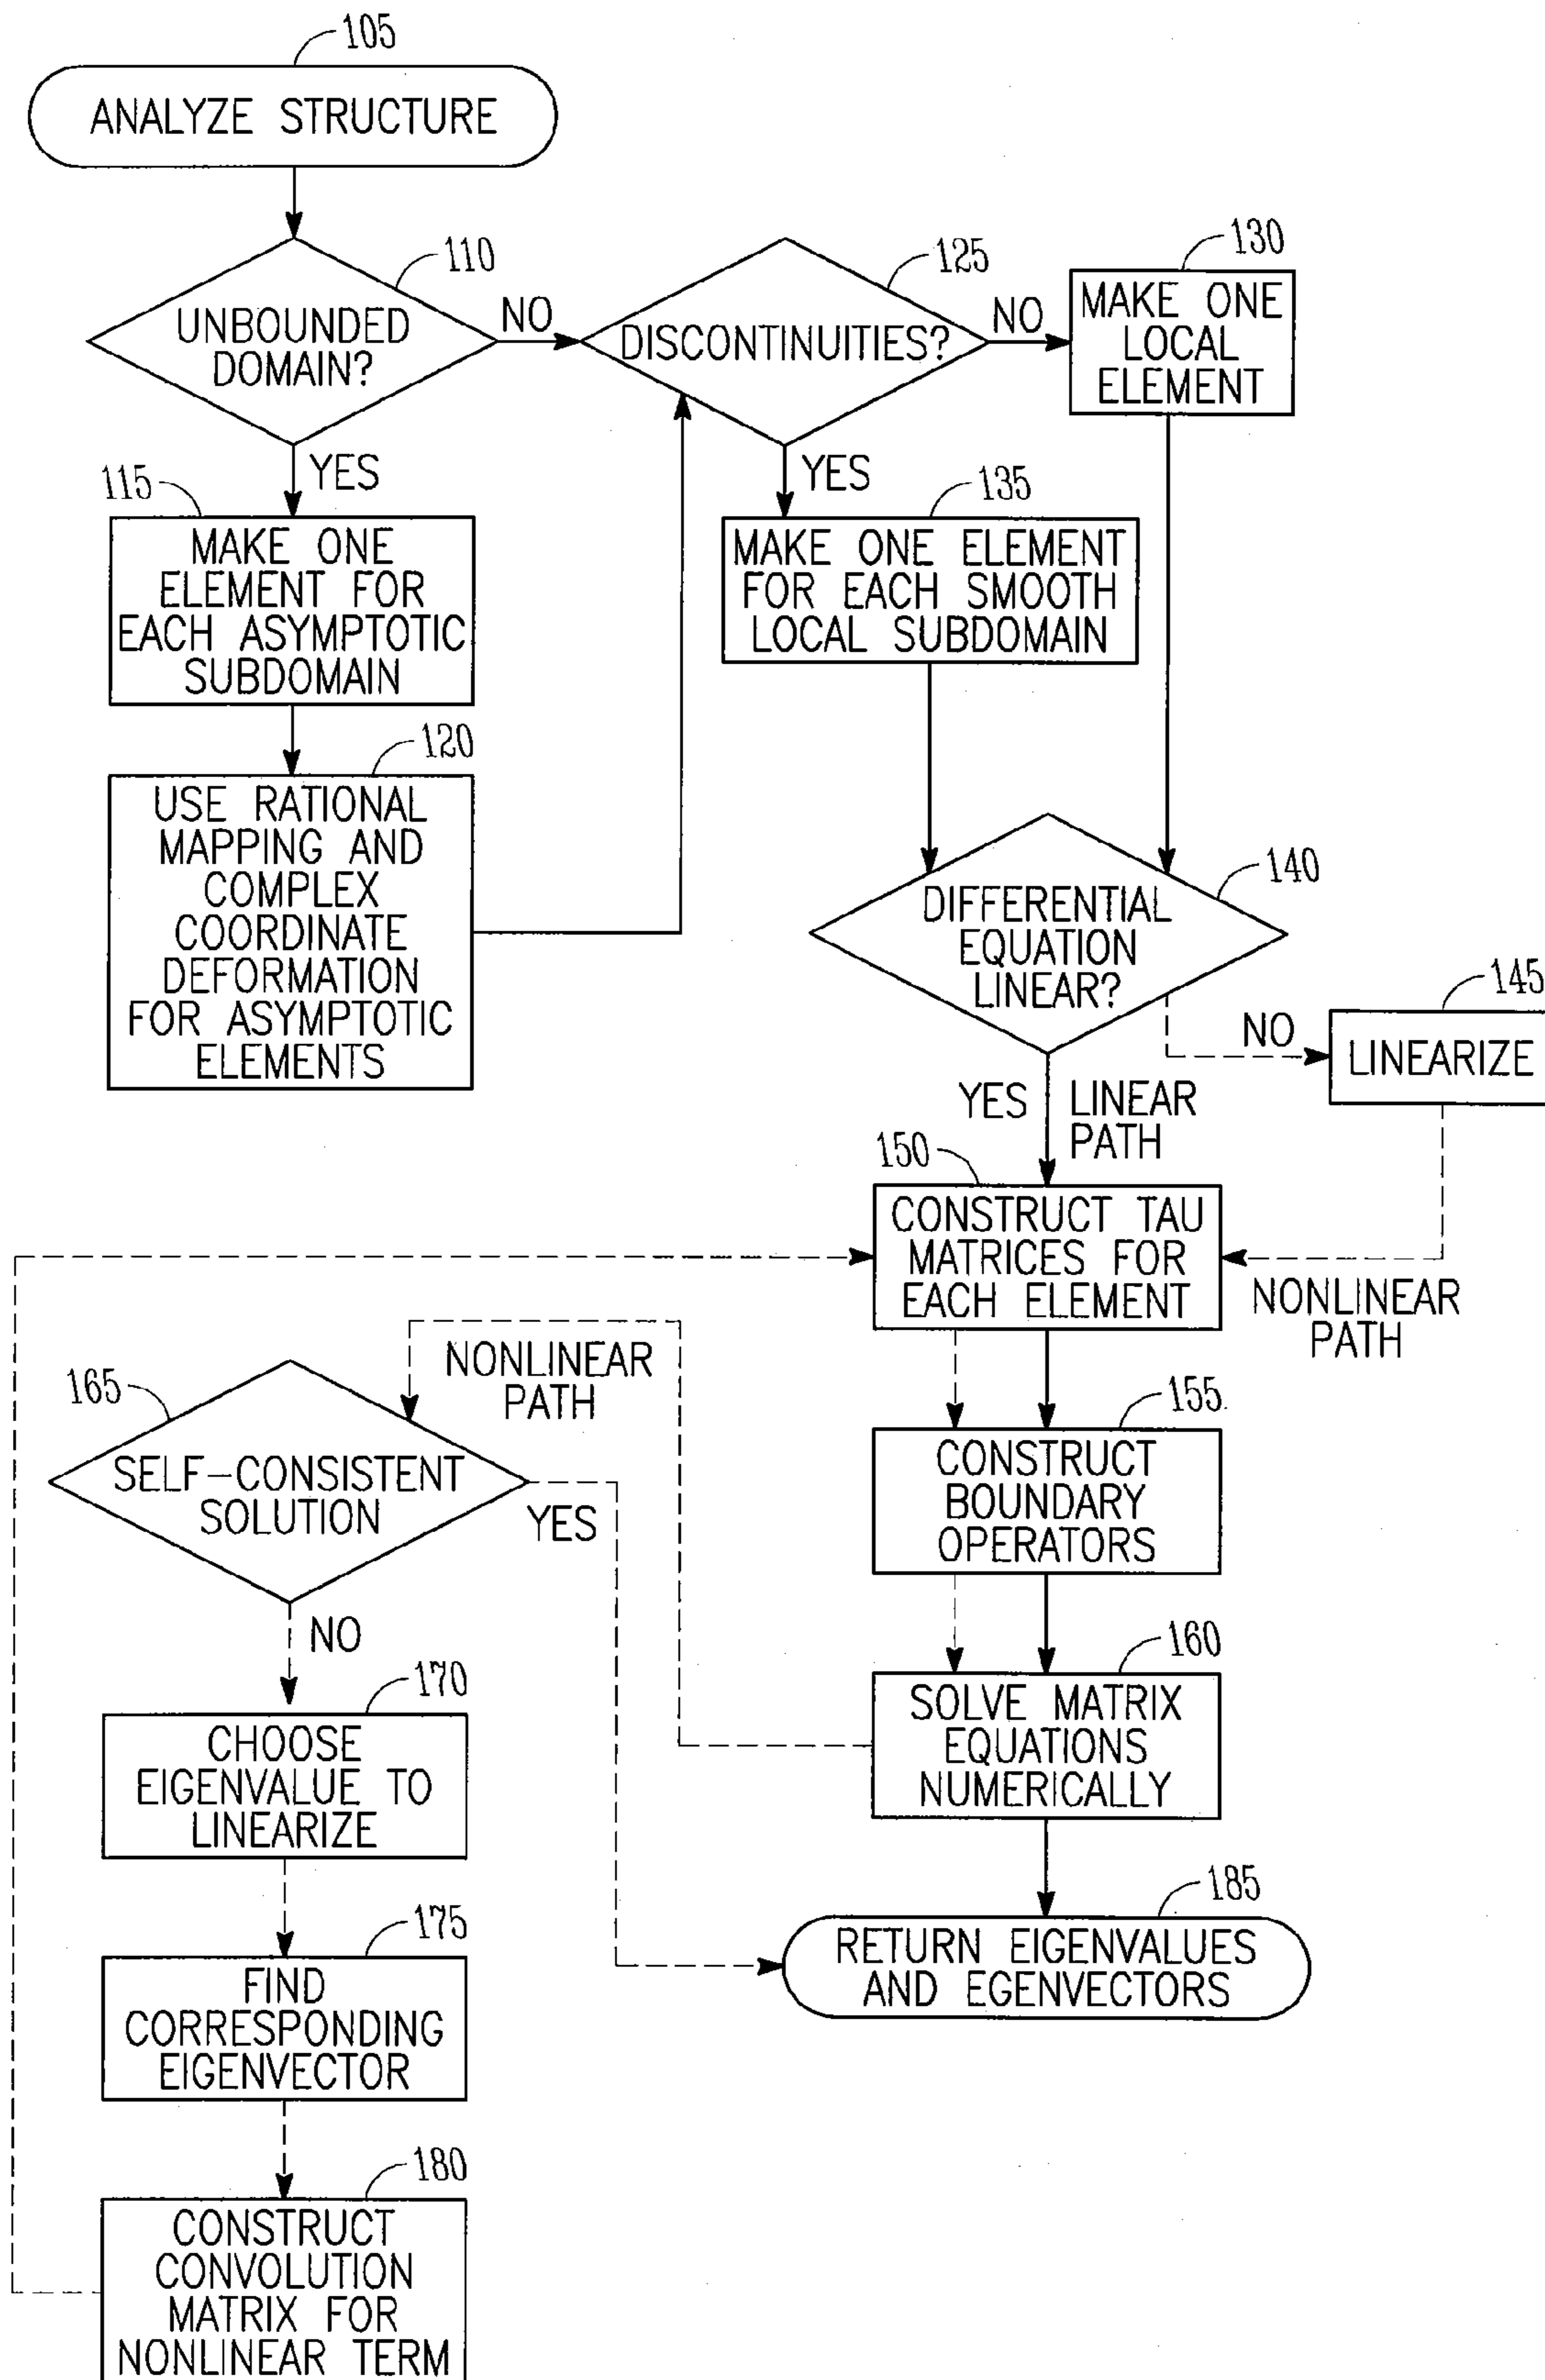 105
ANALYZE STRUCTURE
110
UNBOUNDED
DOMAIN?
NO
YES
125
DISCONTINUITIES?
NO
YES
130
MAKE ONE
LOCAL
ELEMENT
115
MAKE ONE
ELEMENT FOR
EACH ASYMPTOTIC
SUBDOMAIN
135
MAKE ONE ELEMENT
FOR EACH SMOOTH
LOCAL SUBDOMAIN
120
USE RATIONAL
MAPPING AND
COMPLEX
COORDINATE
DEFORMATION
FOR ASYMPTOTIC
ELEMENTS
140
DIFFERENTIAL
EQUATION
LINEAR?
NO
145
LINEARIZE
YES
LINEAR
PATH
150
CONSTRUCT TAU
MATRICES FOR
EACH ELEMENT
NONLINEAR
PATH
NONLINEAR
PATH
155
CONSTRUCT
BOUNDARY
OPERATORS
165
SELF-CONSISTENT
SOLUTION
YES
NO
160
SOLVE MATRIX
EQUATIONS
NUMERICALLY
170
CHOOSE
EIGENVALUE TO
LINEARIZE
185
RETURN EIGENVALUES
AND EGENVECTORS
175
FIND
CORRESPONDING
EIGENVECTOR
180
CONSTRUCT
CONVOLUTION
MATRIX FOR
NONLINEAR TERM